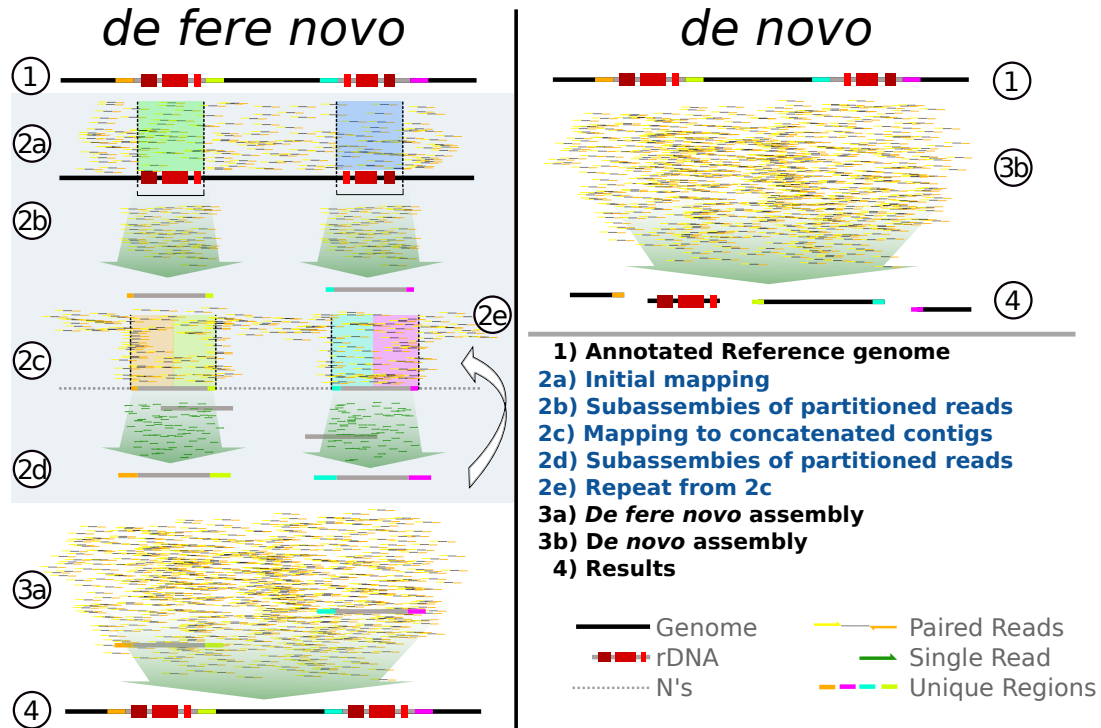 de fere novo
1
2a
2b
2c
2e
2d
3a
4
de novo
1
3b
4
1) Annotated Reference genome
2a) Initial mapping
2b) Subassembies of partitioned reads
2c) Mapping to concatenated contigs
2d) Subassembies of partitioned reads
2e) Repeat from 2c
3a) De fere novo assembly
3b) De novo assembly
4) Results
Genome
Paired Reads
rDNA
Single Read
N's
Unique Regions